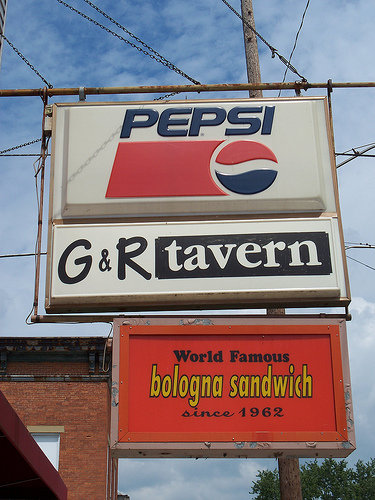 PEPSI
G & R tavern
World Famous
bologna sandwich
since 1962